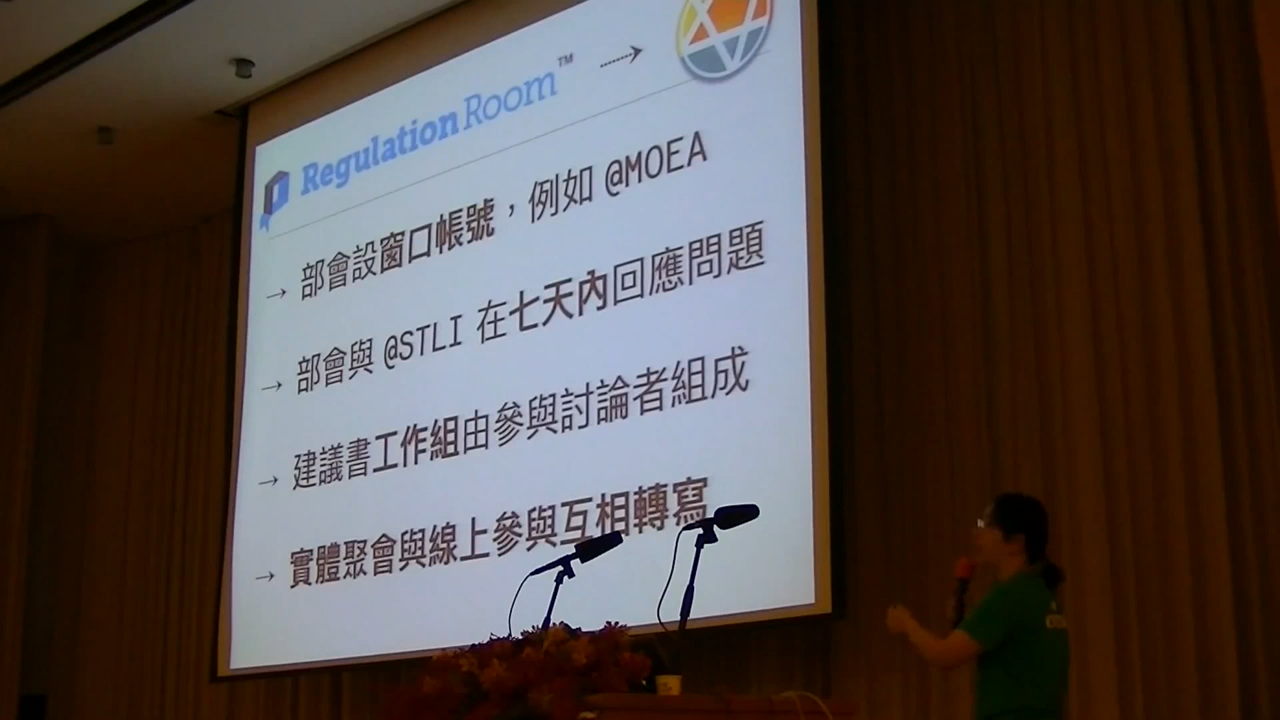 RegulationRoom™ →
→ 部會設窗口帳號，例如 @MOEA
→ 部會與 @STLI 在七天內回應問題
→ 建議書工作組由參與討論者組成
→ 實體聚會與線上參與互相轉寫